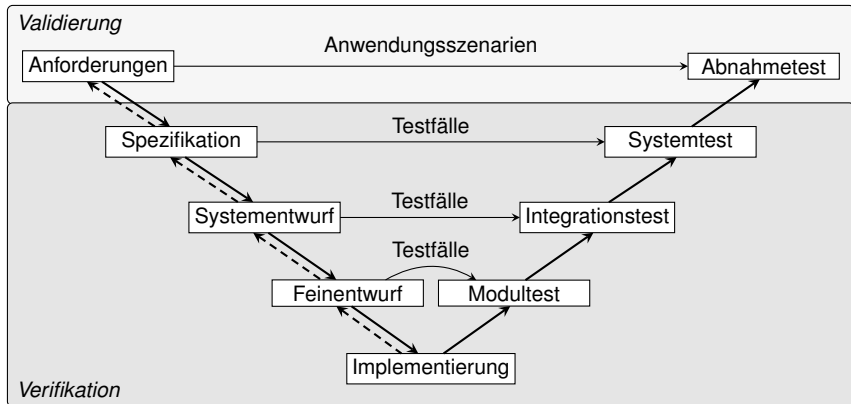 Validierung
Anwendungsszenarien
Anforderungen
Abnahmetest
Testfälle
Spezifikation
Systemtest
Testfälle
Systementwurf
Integrationstest
Testfälle
Feinentwurf
Modultest
Implementierung
Verifikation